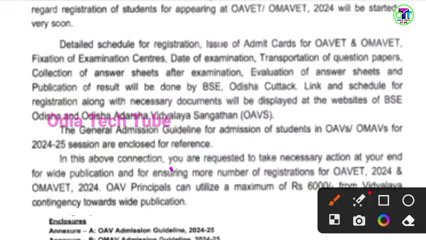 regard registration of students for appearing at OAVET/ OMAVET, 2024 will be started
very soon.
Detailed schedule for registration, Issue of Admit Cards for OAVET & OMAVET,
Fixation of Examination Centres, Date of examination, Transportation of question papers,
Collection of answer sheets after examination, Evaluation of answer sheets and
Publication of result will be done by BSE, Odisha Cuttack. Link and schedule for
registration along with necessary documents will be displayed at the websites of BSE
Odisha and Odisha Adarsha Vidyalaya Sangathan (OAVS).
Odia Tech Tube
The General Admission Guideline for admission of students in OAVs/ OMAVs for
2024-25 session are enclosed for reference.
In this above connection, you are requested to take necessary action at your end
for wide publication and for ensuring more number of registrations for OAVET, 2024 &
OMAVET, 2024. OAV Principals can utilize a maximum of Rs 6000/- from Vidyalaya
contingency towards wide publication.
Enclosures
Annexure – A: OAV Admission Guideline, 2024-25
Annexure – B: OMAV Admission Guideline, 2024-25